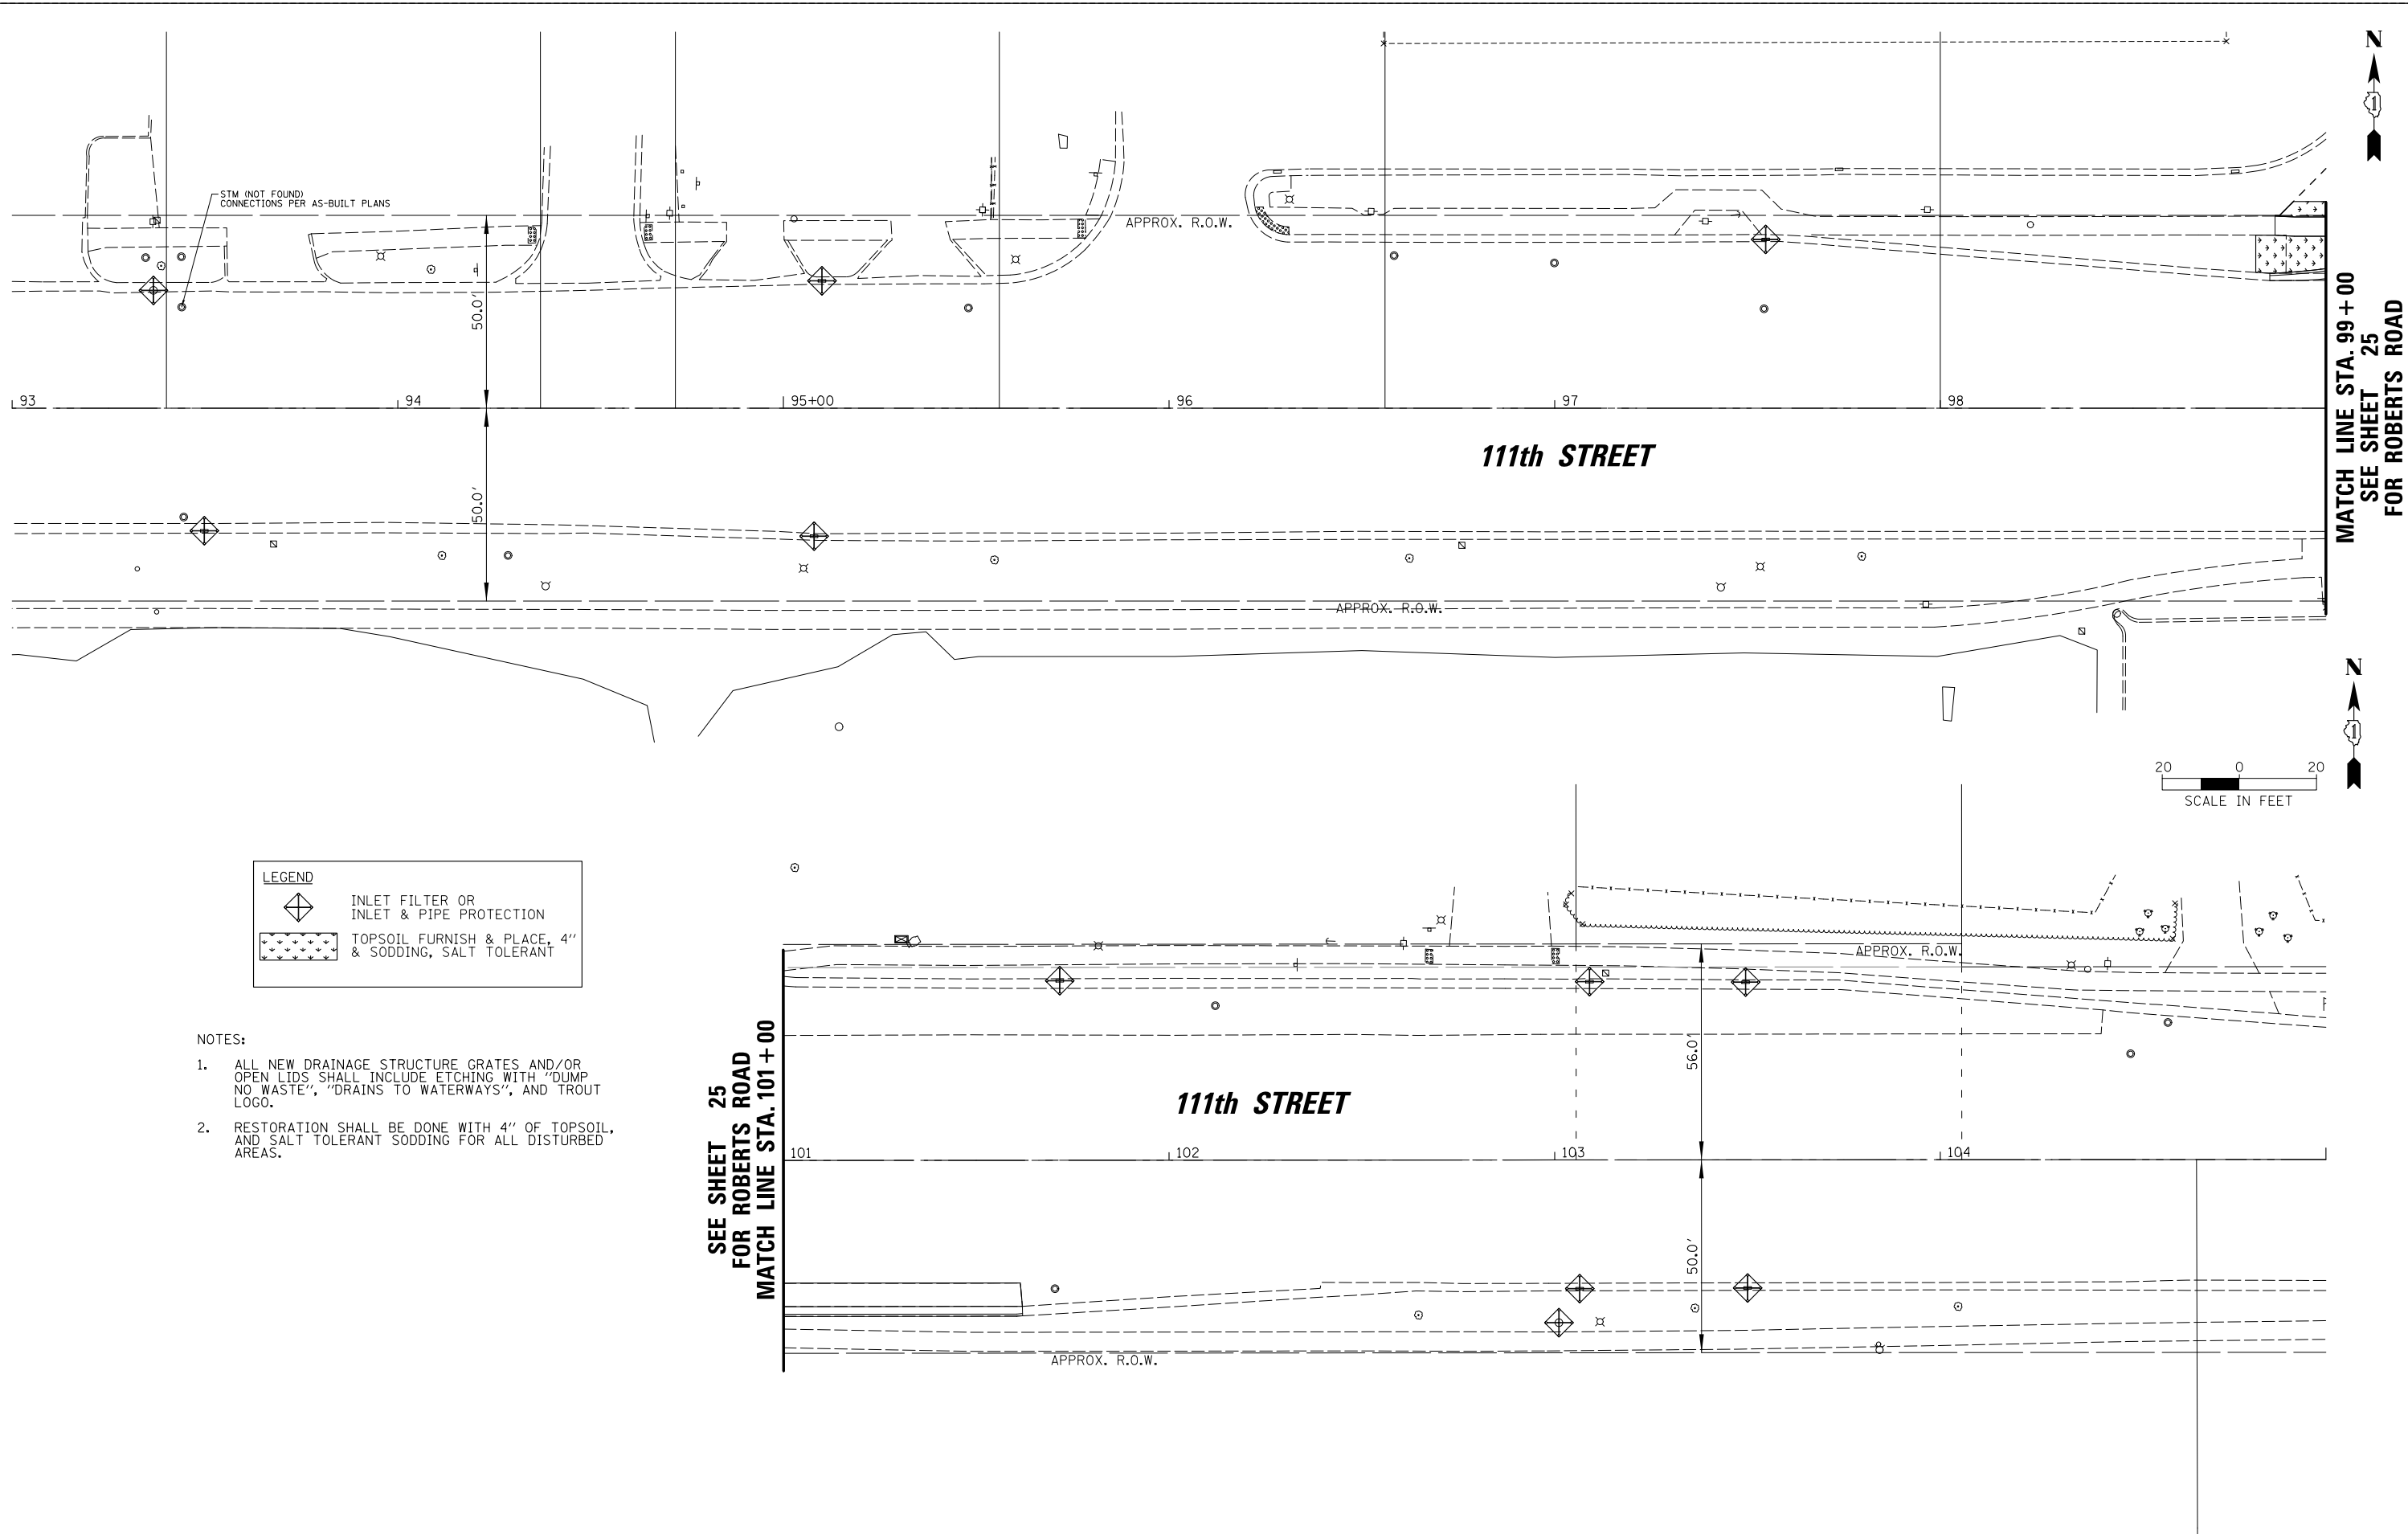 N
1
STM (NOT FOUND)
CONNECTIONS PER AS-BUILT PLANS
APPROX. R.O.W.
50.0'
93
94
95+00
96
97
98
111th STREET
50.0'
APPROX. R.O.W.
MATCH LINE STA. 99+00
SEE SHEET 25
FOR ROBERTS ROAD
N
1
20 0 20
SCALE IN FEET
LEGEND
INLET FILTER OR
INLET & PIPE PROTECTION
TOPSOIL FURNISH & PLACE, 4"
& SODDING, SALT TOLERANT
NOTES:
1. ALL NEW DRAINAGE STRUCTURE GRATES AND/OR
OPEN LIDS SHALL INCLUDE ETCHING WITH "DUMP
NO WASTE", "DRAINS TO WATERWAYS", AND TROUT
LOGO.
2. RESTORATION SHALL BE DONE WITH 4" OF TOPSOIL,
AND SALT TOLERANT SODDING FOR ALL DISTURBED
AREAS.
SEE SHEET 25
FOR ROBERTS ROAD
MATCH LINE STA. 101+00
APPROX. R.O.W.
56.0'
111th STREET
101
102
103
104
50.0'
APPROX. R.O.W.